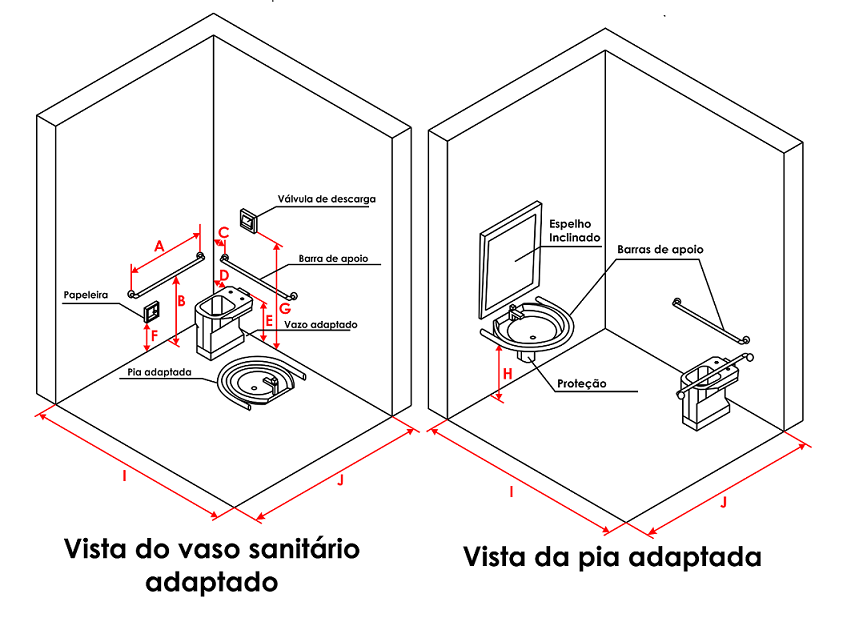 Válvula de descarga
A
C
Barra de apoio
D
Papeleira
B
G
E
F
Vazo adaptado
Pia adaptada
I
J
Vista do vaso sanitário
adaptado
Espelho
Inclinado
Barras de apoio
H
Proteção
I
J
Vista da pia adaptada